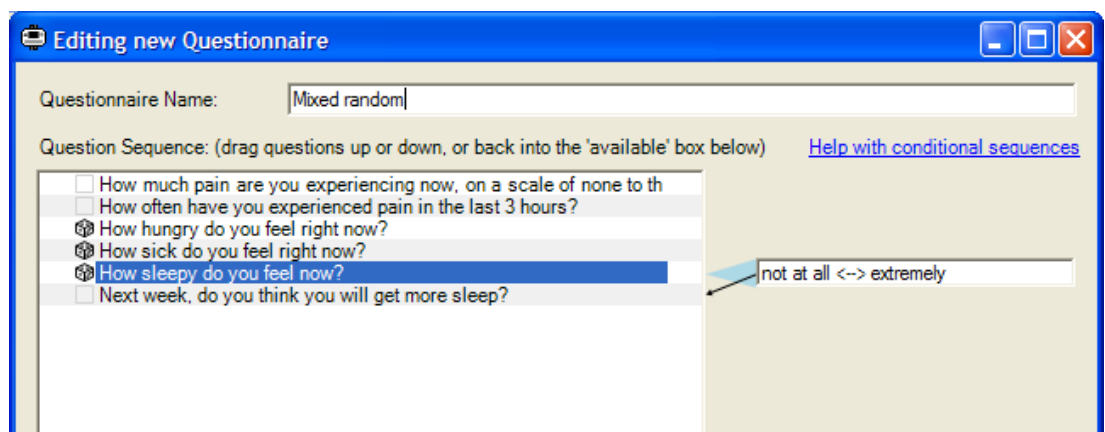 Editing new Questionnaire
Questionnaire Name: Mixed random
Question Sequence: (drag questions up or down, or back into the 'available' box below) Help with conditional sequences
How much pain are you experiencing now, on a scale of none to th
How often have you experienced pain in the last 3 hours?
How hungry do you feel right now?
How sick do you feel right now?
How sleepy do you feel now?
not at all <--> extremely
Next week, do you think you will get more sleep?